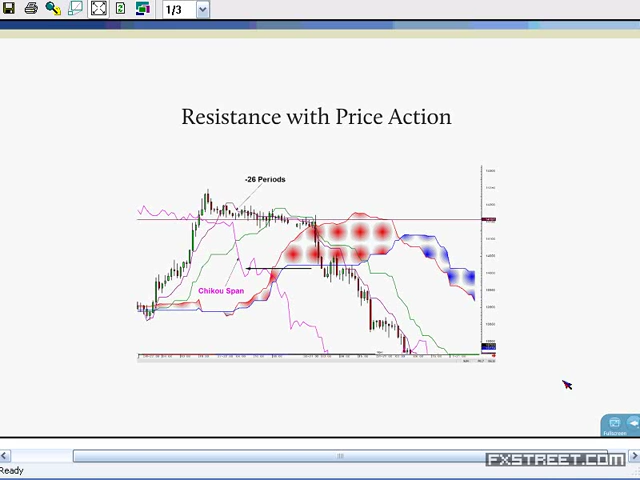 1/3
Resistance with Price Action
-26 Periods
Chikou Span
Fullscreen
FXSTREET.COM
Ready